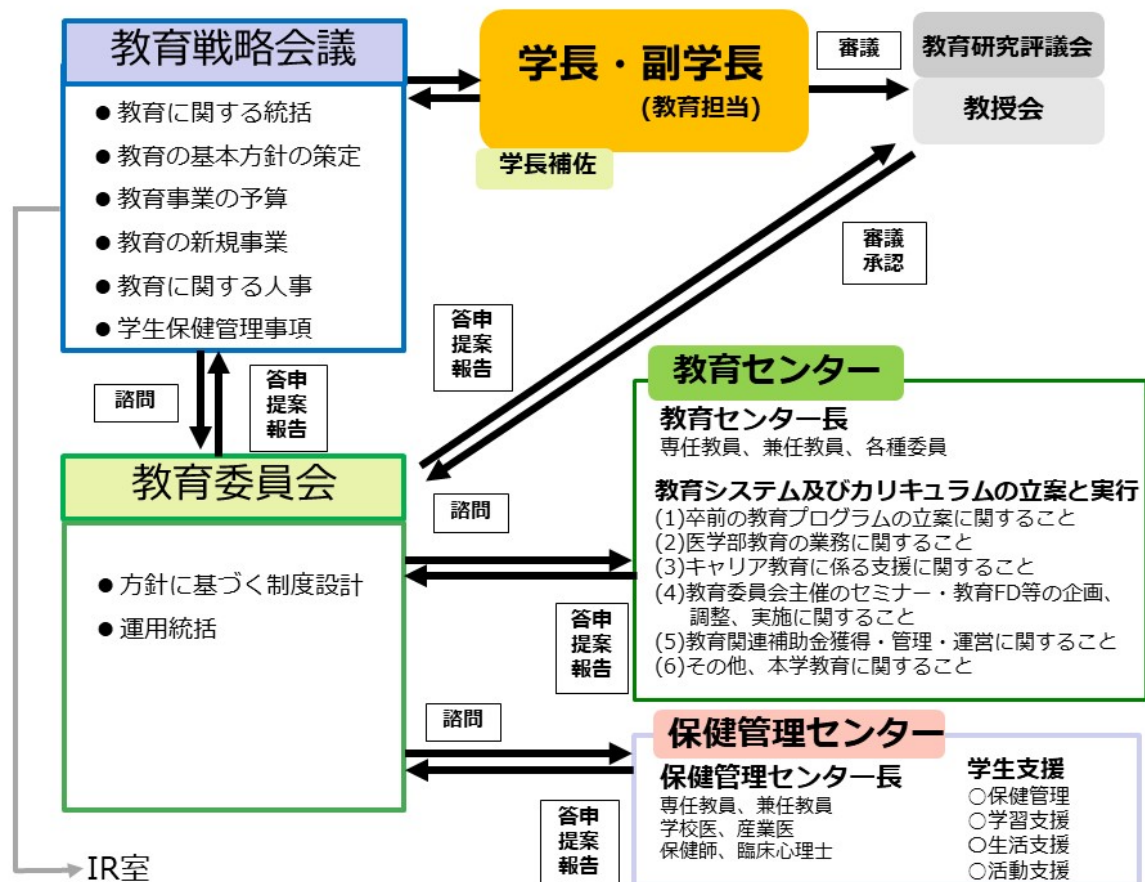 教育戦略会議
●教育に関する統括
●教育の基本方針の策定
●教育事業の予算
●教育の新規事業
●教育に関する人事
●学生保健管理事項
学長・副学長
(教育担当)
学長補佐
審議
教育研究評議会
教授会
審議
承認
答申
提案
報告
諮問
答申
提案
報告
教育委員会
●方針に基づく制度設計
●運用統括
諮問
教育センター
教育センター長
専任教員、兼任教員、各種委員
教育システム及びカリキュラムの立案と実行
(1)卒前の教育プログラムの立案に関すること
(2)医学部教育の業務に関すること
(3)キャリア教育に係る支援に関すること
(4)教育委員会主催のセミナー・教育FD等の企画、
調整、実施に関すること
(5)教育関連補助金獲得・管理・運営に関すること
(6)その他、本学教育に関すること
答申
提案
報告
諮問
保健管理センター
保健管理センター長
専任教員、兼任教員
学校医、産業医
保健師、臨床心理士
学生支援
○保健管理
○学習支援
○生活支援
○活動支援
答申
提案
報告
IR室